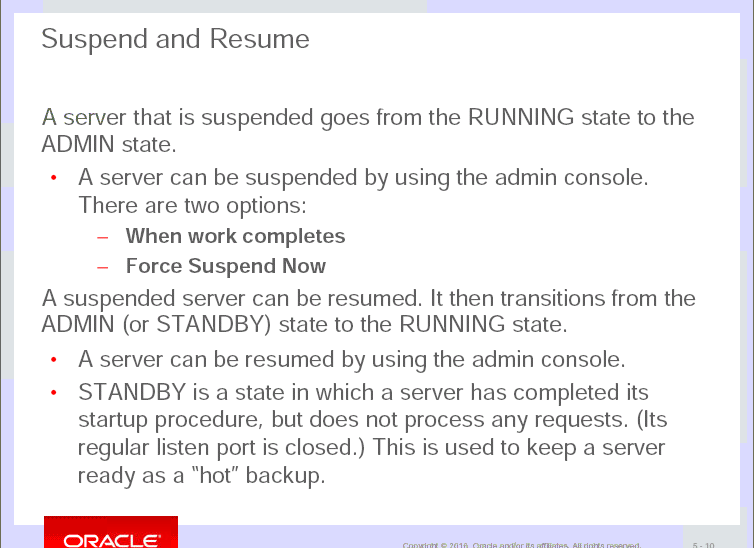 Suspend and Resume
A server that is suspended goes from the RUNNING state to the
ADMIN state.
• A server can be suspended by using the admin console.
There are two options:
– When work completes
– Force Suspend Now
A suspended server can be resumed. It then transitions from the
ADMIN (or STANDBY) state to the RUNNING state.
• A server can be resumed by using the admin console.
• STANDBY is a state in which a server has completed its
startup procedure, but does not process any requests. (Its
regular listen port is closed.) This is used to keep a server
ready as a “hot” backup.
ORACLE®
Copyright © 2016, Oracle and/or its affiliates. All rights reserved.
5 - 10